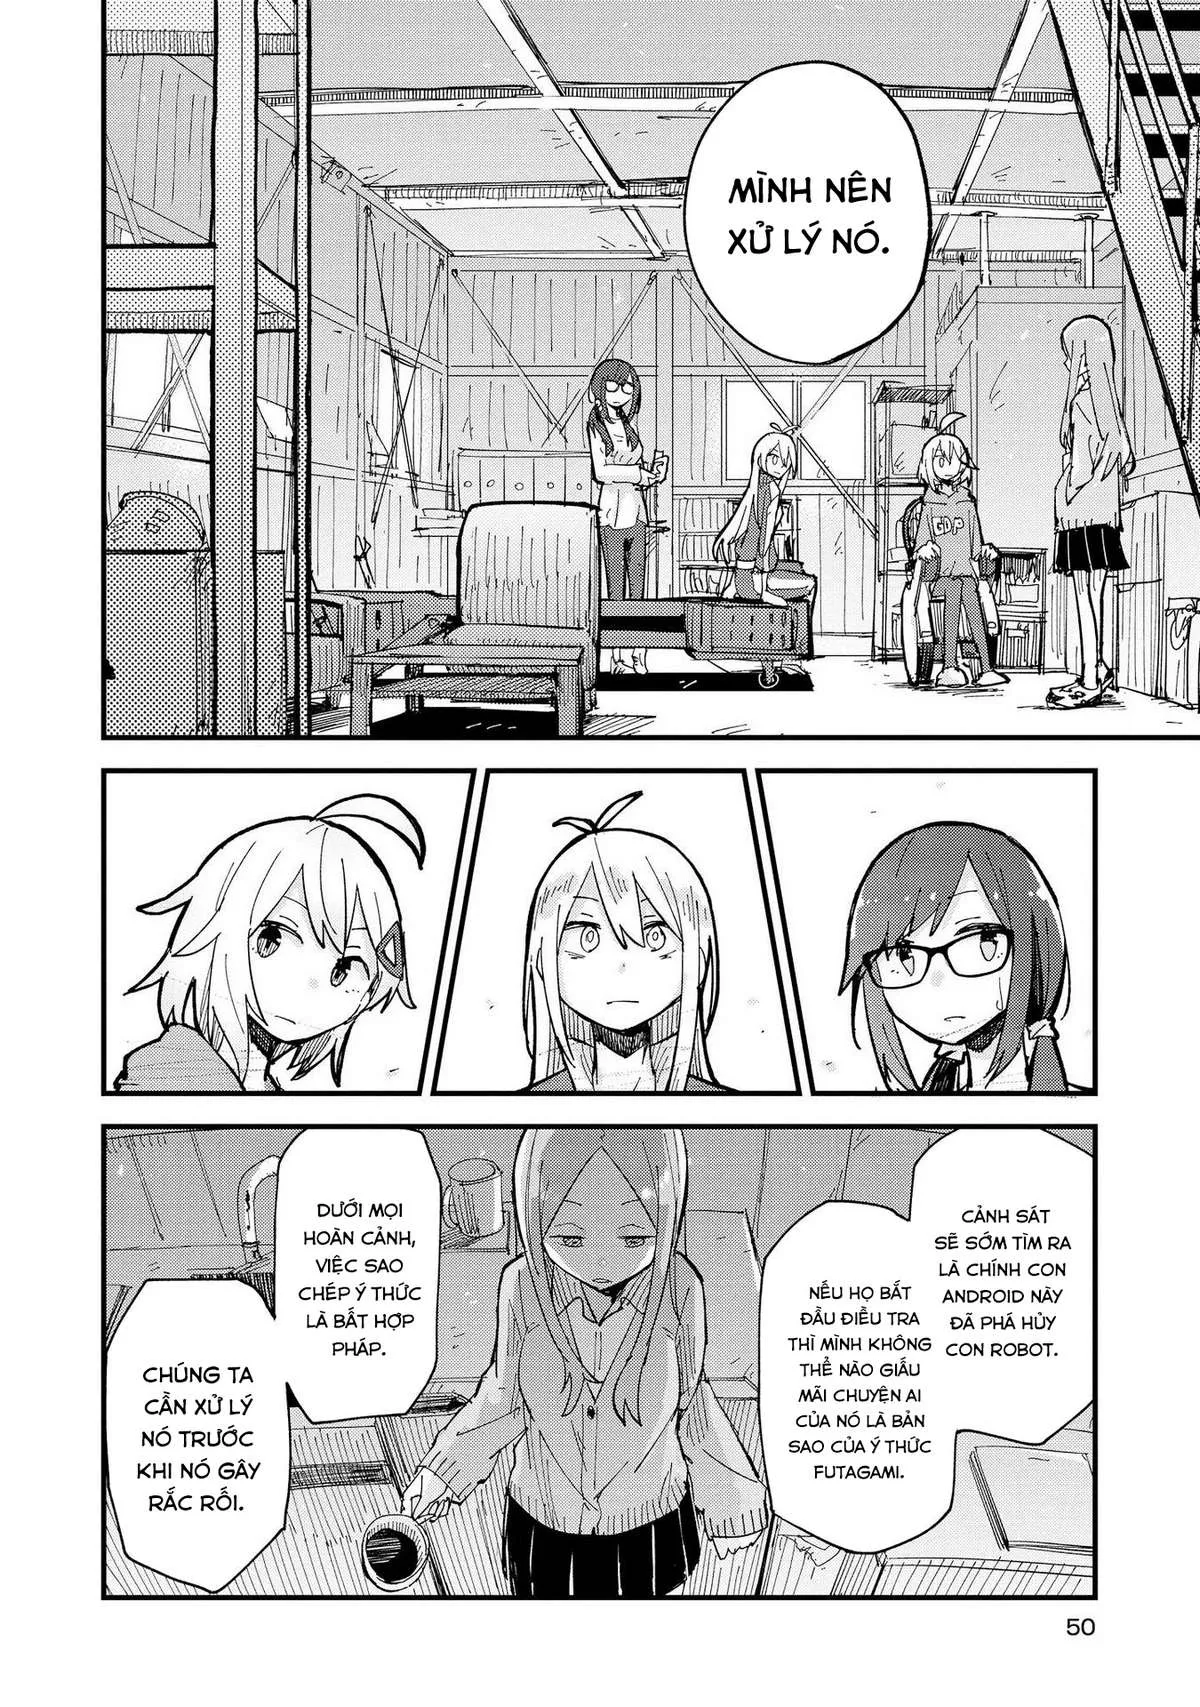 MÌNH NÊN
XỬ LÝ NÓ.
GDP
CẢNH SÁT
SẼ SỚM TÌM RA
LÀ CHÍNH CON
ANDROID NÀY
ĐÃ PHÁ HỦY
CON ROBOT.
NẾU HỌ BẮT
ĐẦU ĐIỀU TRA
THÌ MÌNH KHÔNG
THỂ NÀO GIẤU
MÃI CHUYỆN AI
CỦA NÓ LÀ BẢN
SAO CỦA Ý THỨC
FUTAGAMI.
DƯỚI MỌI
HOÀN CẢNH,
VIỆC SAO
CHÉP Ý THỨC
LÀ BẤT HỢP
PHÁP.
CHÚNG TA
CẦN XỬ LÝ
NÓ TRƯỚC
KHI NÓ GÂY
RẮC RỐI.
50